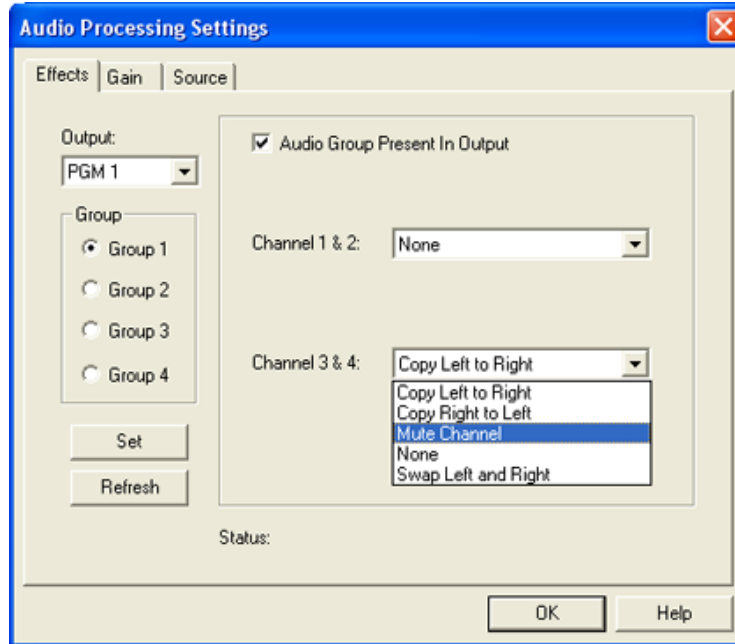 Audio Processing Settings
Effects Gain Source
Output:
PGM 1
Audio Group Present In Output
Group
Group 1
Group 2
Group 3
Group 4
Channel 1 & 2: None
Channel 3 & 4: Copy Left to Right
Copy Left to Right
Copy Right to Left
Mute Channel
None
Swap Left and Right
Set
Refresh
Status:
OK Help